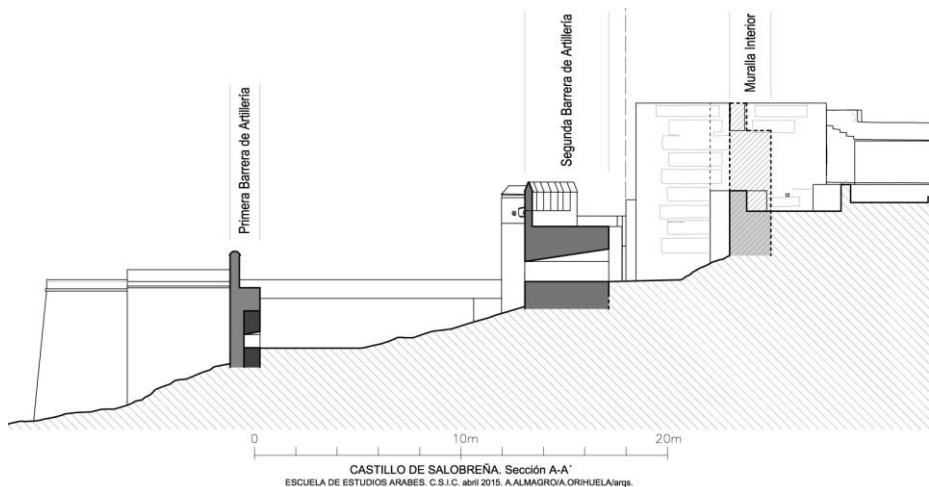 Primera Barrera de Artillería
Segunda Barrera de Artillería
Muralla Interior
0 10m 20m
CASTILLO DE SALOBREÑA. Sección A-A´
ESCUELA DE ESTUDIOS ARABES. C.S.I.C. abril 2015. A.ALMAGRO/A.ORIHUELA/arqs.